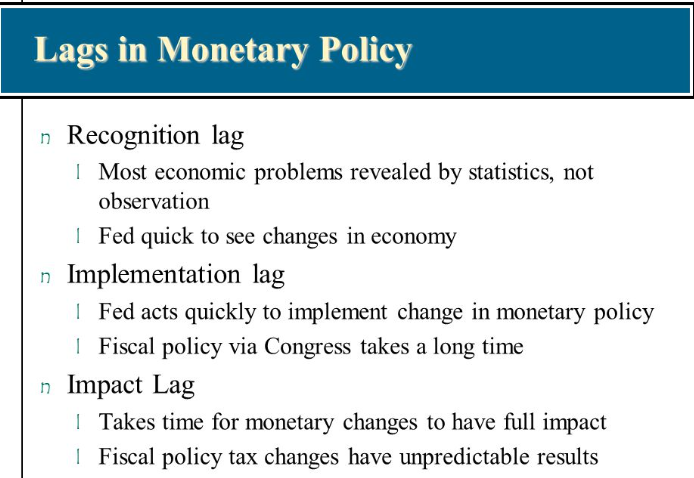 Lags in Monetary Policy
n Recognition lag
l Most economic problems revealed by statistics, not
observation
l Fed quick to see changes in economy
n Implementation lag
l Fed acts quickly to implement change in monetary policy
l Fiscal policy via Congress takes a long time
n Impact Lag
l Takes time for monetary changes to have full impact
l Fiscal policy tax changes have unpredictable results